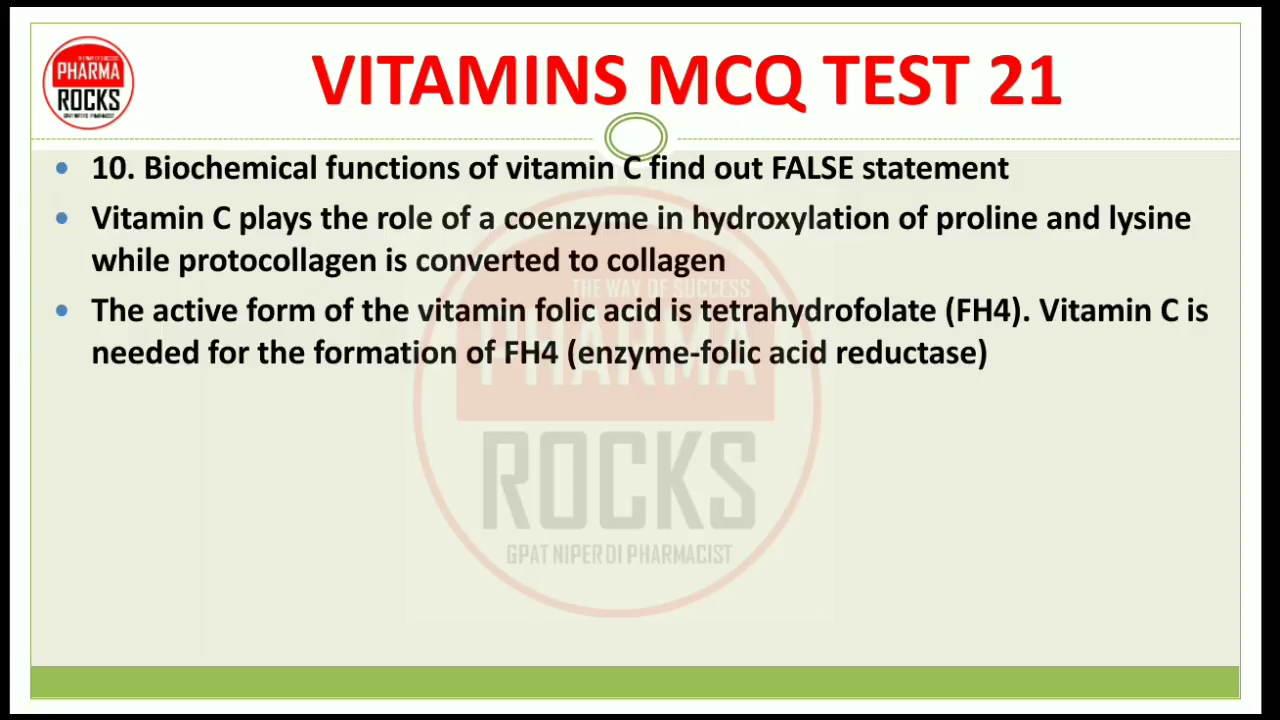 VITAMINS MCQ TEST 21
PHARMA
ROCKS
10. Biochemical functions of vitamin C find out FALSE statement
Vitamin C plays the role of a coenzyme in hydroxylation of proline and lysine
while protocollagen is converted to collagen
The active form of the vitamin folic acid is tetrahydrofolate (FH4). Vitamin C is
needed for the formation of FH4 (enzyme-folic acid reductase)
THE WAY OF SUCCESS
PHARMA
ROCKS
GPAT NIPER DI PHARMACIST